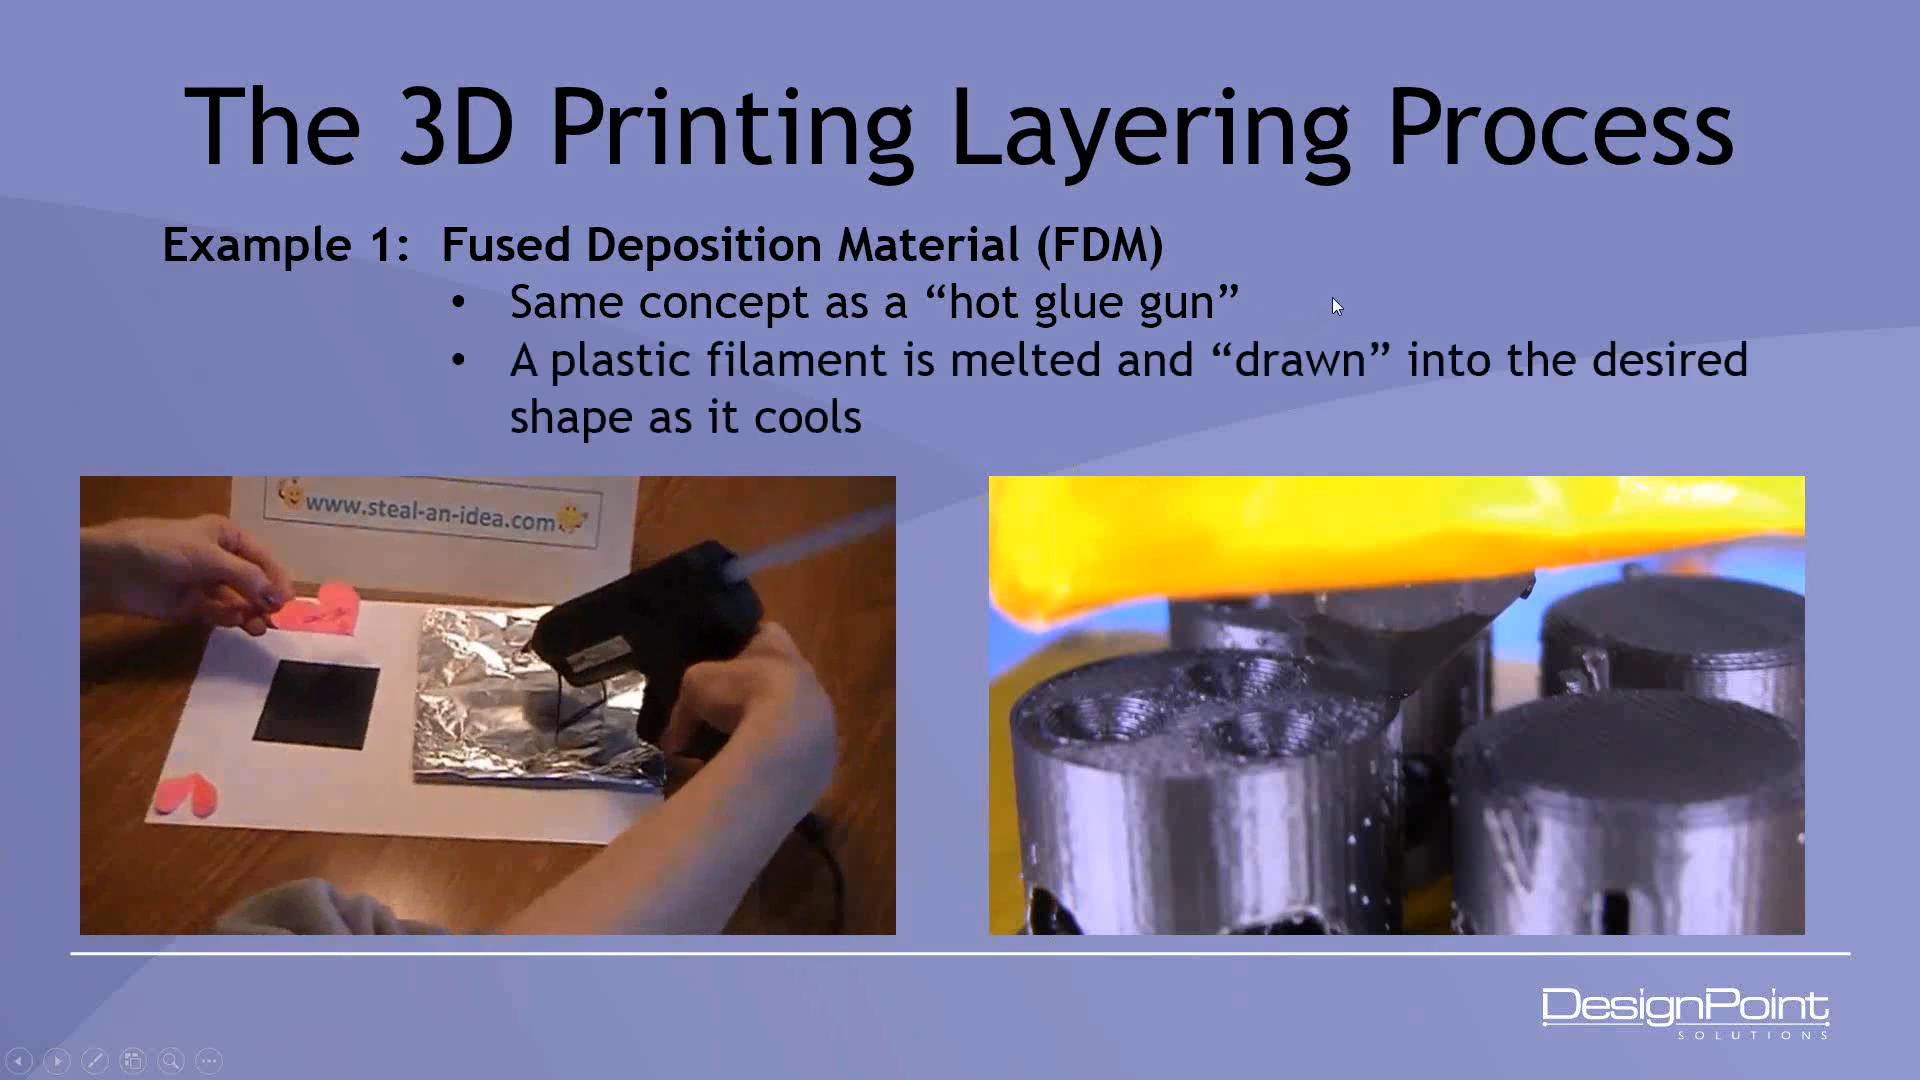 The 3D Printing Layering Process
Example 1: Fused Deposition Material (FDM)
• Same concept as a “hot glue gun”
• A plastic filament is melted and “drawn” into the desired
shape as it cools
www.steal-an-idea.com
DesignPoint
SOLUTIONS